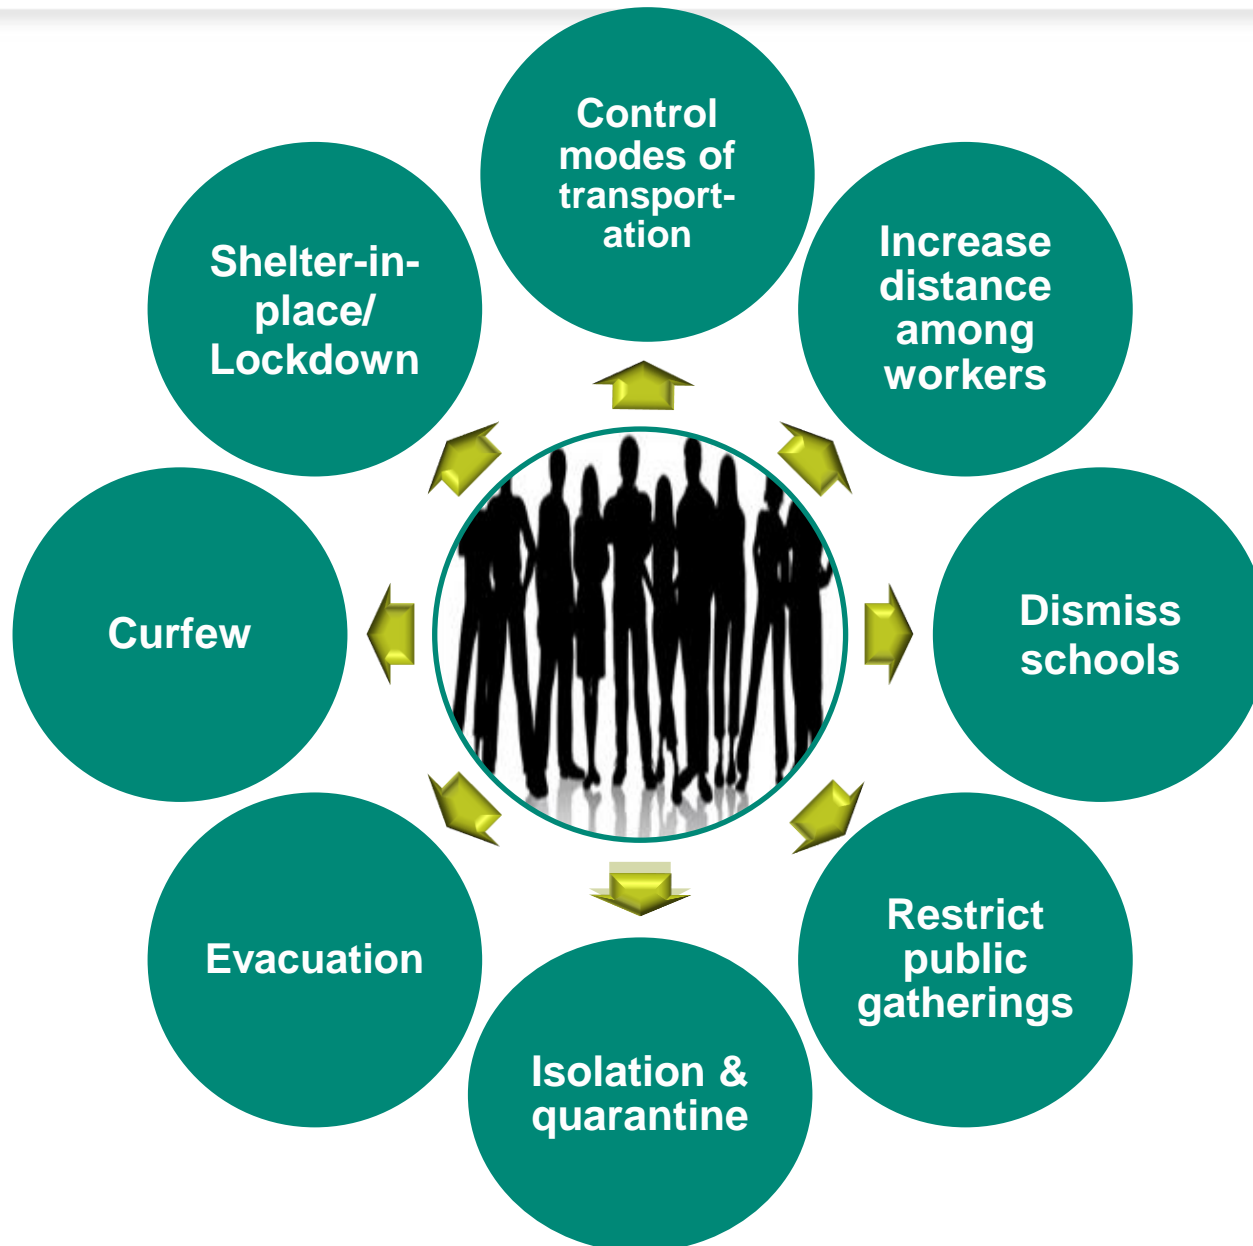 Control
modes of
transport-
ation
Increase
distance
among
workers
Dismiss
schools
Restrict
public
gatherings
Isolation &
quarantine
Evacuation
Curfew
Shelter-in-
place/
Lockdown